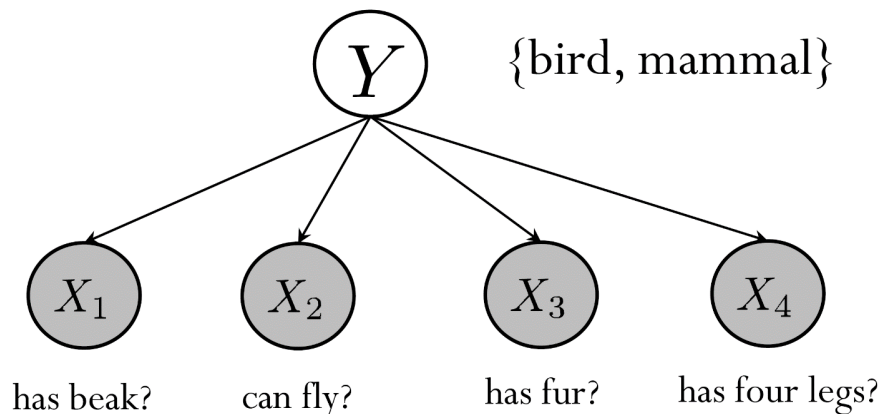 Y {bird, mammal}
X₁ X₂ X₃ X₄
has beak? can fly? has fur? has four legs?